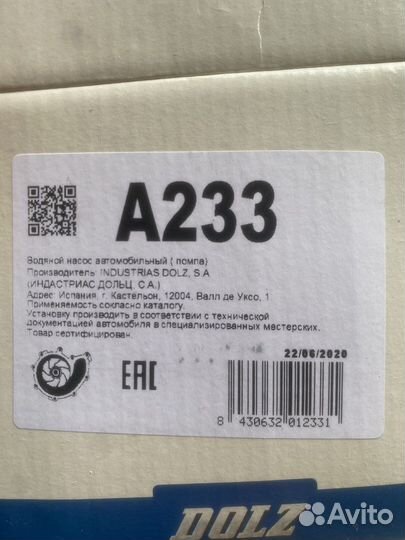 A233
Водяной насос автомобильный ( помпа)
Производитель: INDUSTRIAS DOLZ, S.A
(ИНДАСТРИАС ДОЛЬЦ, С.А.)
Адрес: Испания, г. Кастельон, 12004, Валл де Уксо, 1
Применяемость согласно каталогу.
Установку производить в соответствии с технической
документацией автомобиля в специализированных мастерских.
Товар сертифицирован.
22/06/2020
EAC
8 430632 012331
DOLZ
Avito